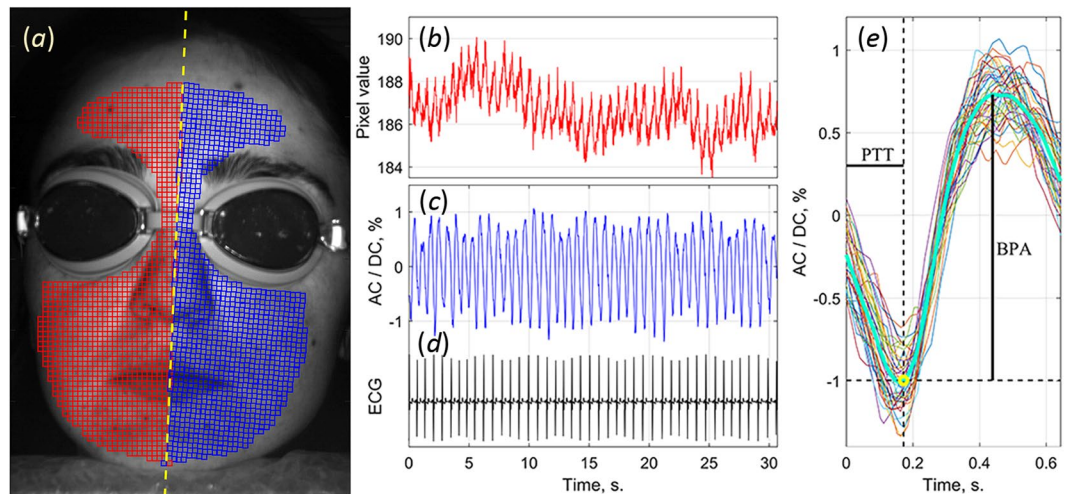 (a)
(b)
190
188
186
184
Pixel value
(c)
1
0
-1
AC / DC, %
(d)
ECG
0 5 10 15 20 25 30
Time, s.
(e)
1
0.5
0
-0.5
-1
AC / DC, %
PTT
BPA
0 0.2 0.4 0.6
Time, s.